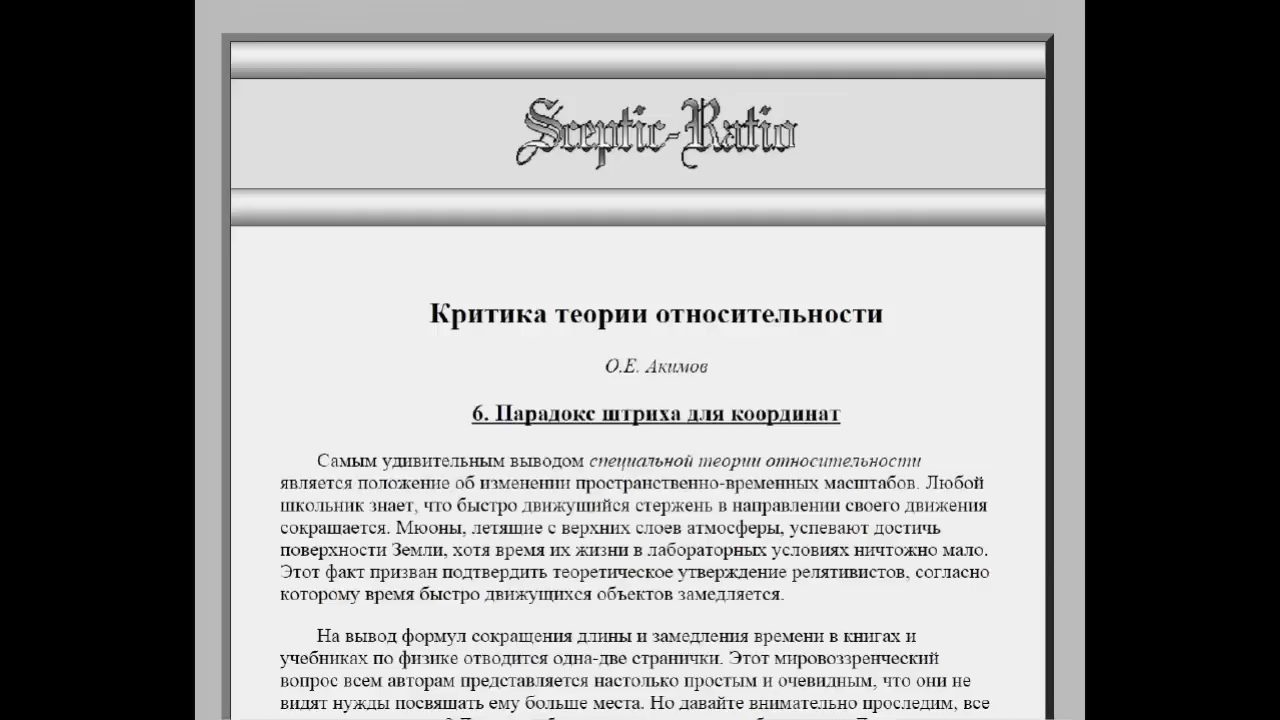 Sceptic-Ratio
Критика теории относительности
О.Е. Акимов
6. Парадокс штриха для координат
Самым удивительным выводом специальной теории относительности
является положение об изменении пространственно-временных масштабов. Любой
школьник знает, что быстро движущийся стержень в направлении своего движения
сокращается. Мюоны, летящие с верхних слоев атмосферы, успевают достичь
поверхности Земли, хотя время их жизни в лабораторных условиях ничтожно мало.
Этот факт призван подтвердить теоретическое утверждение релятивистов, согласно
которому время быстро движущихся объектов замедляется.
На вывод формул сокращения длины и замедления времени в книгах и
учебниках по физике отводится одна-две странички. Этот мировоззренческий
вопрос всем авторам представляется настолько простым и очевидным, что они не
видят нужды посвящать ему больше места. Но давайте внимательно проследим, все